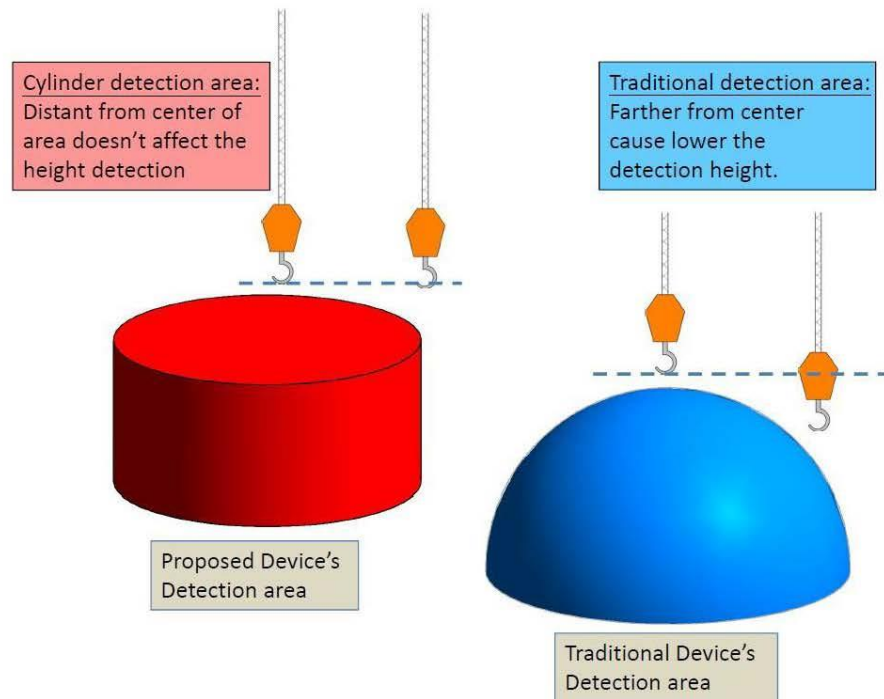 Cylinder detection area:
Distant from center of
area doesn't affect the
height detection
Traditional detection area:
Farther from center
cause lower the
detection height.
Proposed Device's
Detection area
Traditional Device's
Detection area